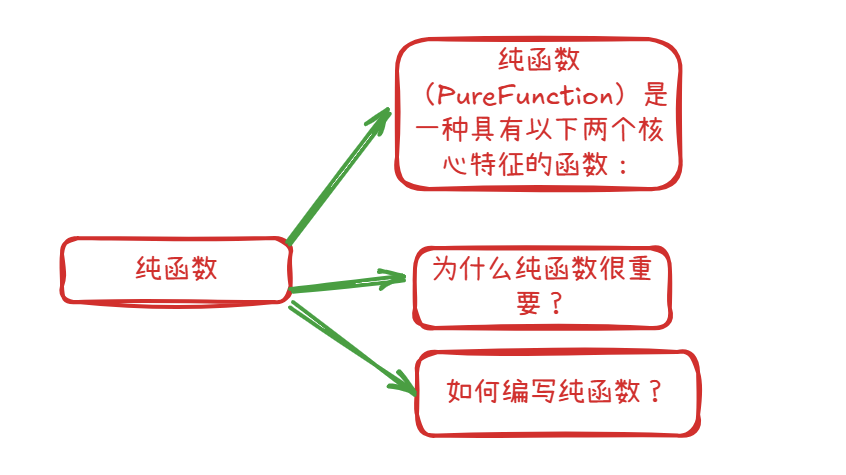 纯函数
（PureFunction）是
一种具有以下两个核
心特征的函数：
纯函数
为什么纯函数很重
要？
如何编写纯函数？